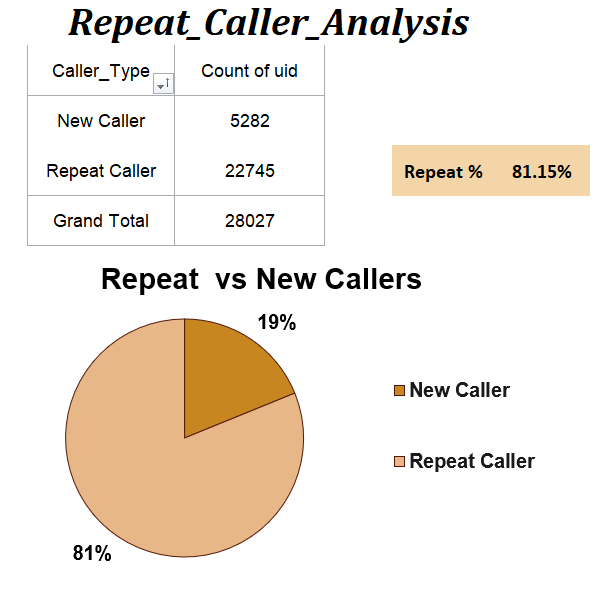 Repeat_Caller_Analysis
Caller_Type Count of uid
New Caller 5282
Repeat Caller 22745
Grand Total 28027
Repeat % 81.15%
Repeat vs New Callers
19%
New Caller
Repeat Caller
81%